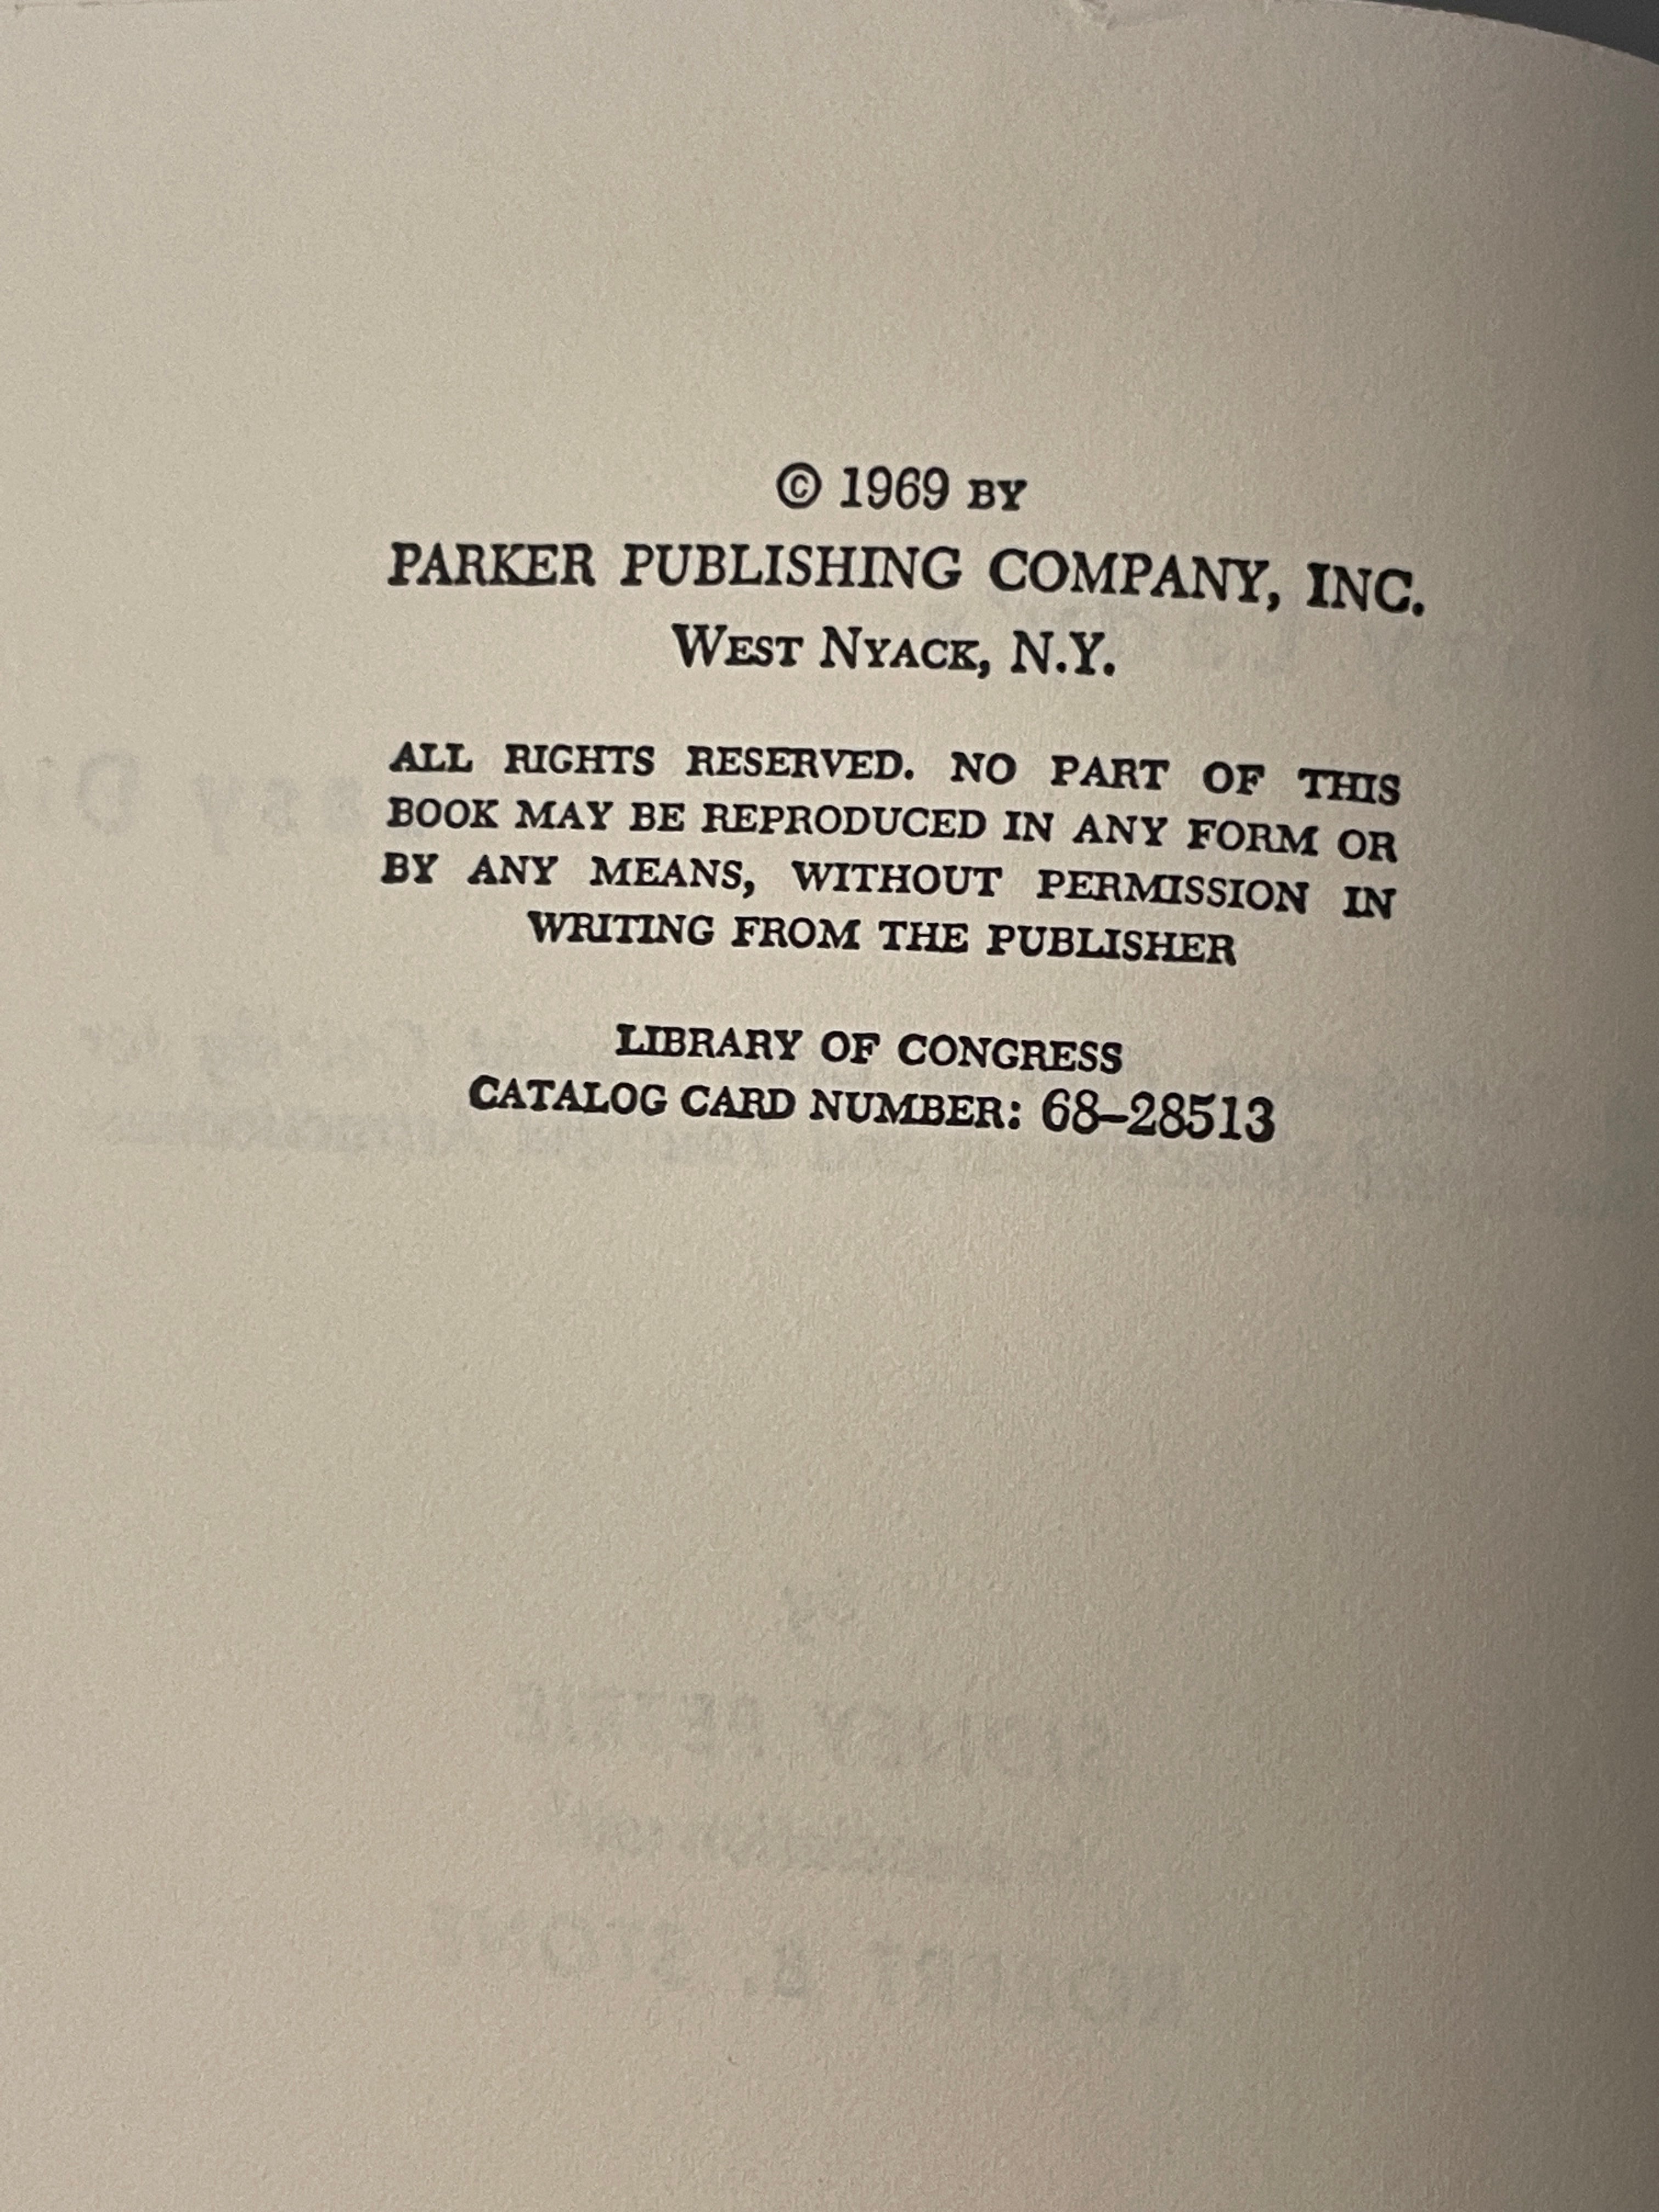 © 1969 BY
PARKER PUBLISHING COMPANY, INC.
WEST NYACK, N.Y.
ALL RIGHTS RESERVED. NO PART OF THIS
BOOK MAY BE REPRODUCED IN ANY FORM OR
BY ANY MEANS, WITHOUT PERMISSION IN
WRITING FROM THE PUBLISHER
LIBRARY OF CONGRESS
CATALOG CARD NUMBER: 68–28513